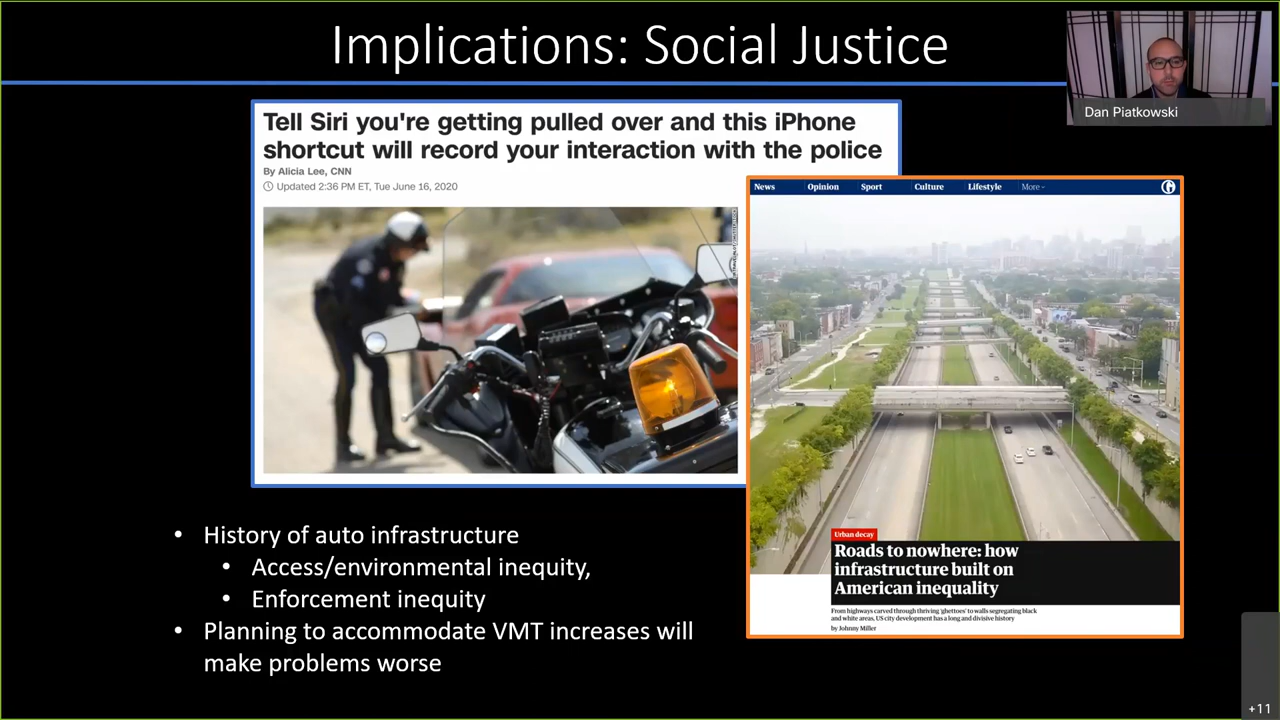 Implications: Social Justice
Dan Piatkowski
Tell Siri you're getting pulled over and this iPhone
shortcut will record your interaction with the police
By Alicia Lee, CNN
Updated 2:36 PM ET, Tue June 16, 2020
News Opinion Sport Culture Lifestyle More
Urban decay
Roads to nowhere: how
infrastructure built on
American inequality
From highways carved through thriving 'ghettoes' to walls segregating black
and white areas, US city development has a long and divisive history
by Johnny Miller
• History of auto infrastructure
• Access/environmental inequity,
• Enforcement inequity
• Planning to accommodate VMT increases will
make problems worse
+11